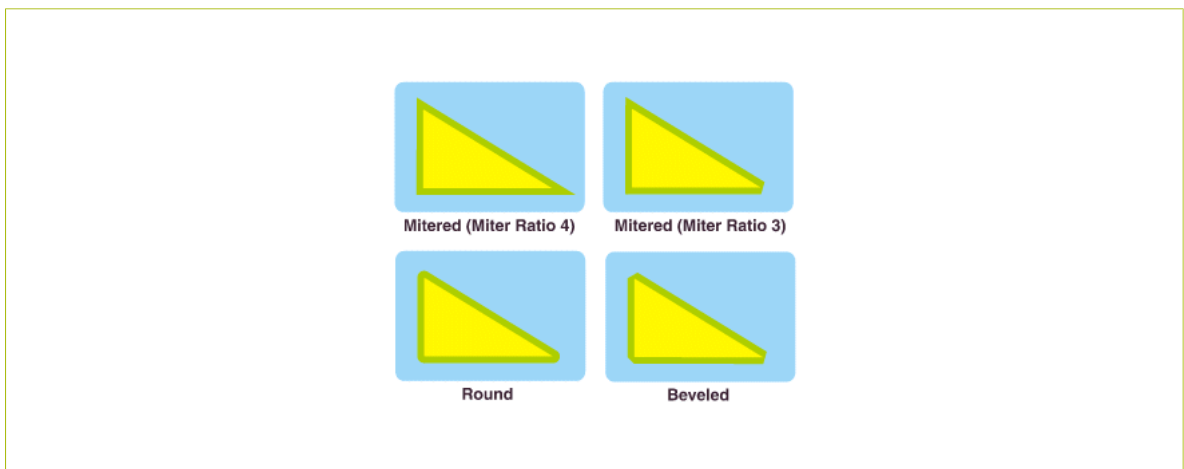 Mitered (Miter Ratio 4)
Mitered (Miter Ratio 3)
Round
Beveled